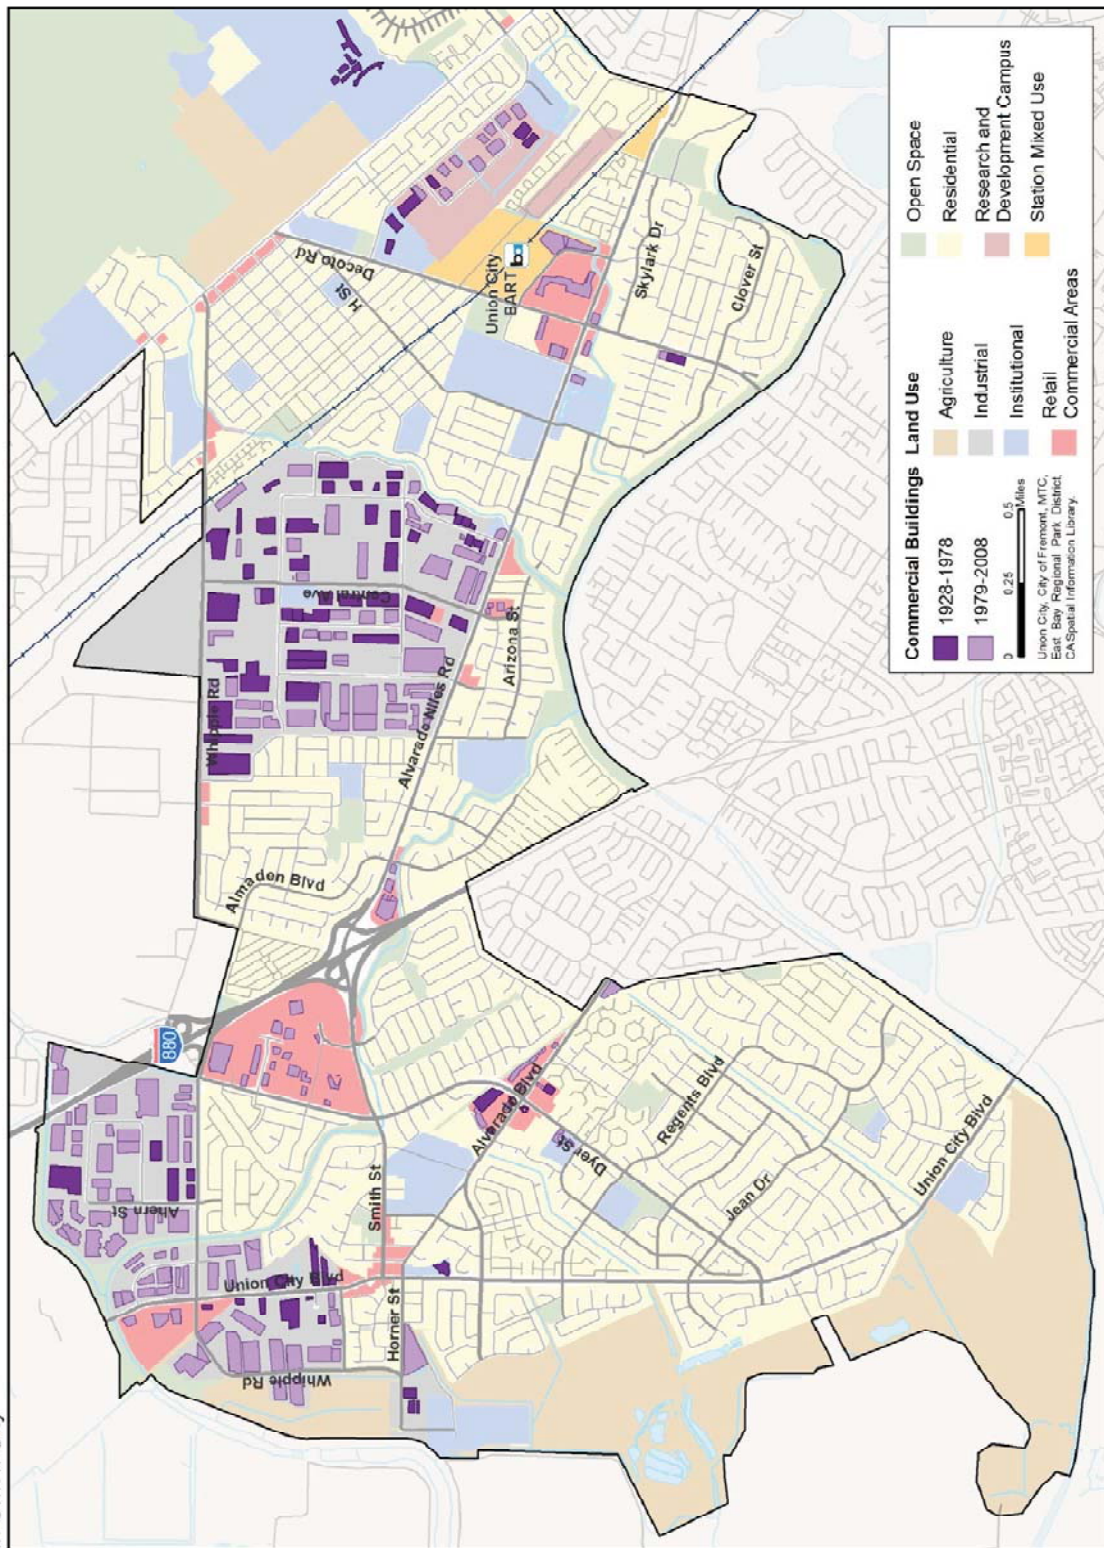 Decoto Rd
H St
Union City
BART
Skylark Dr
Clover St
Whipple Rd
Central Ave
Alvarado Niles Rd
Arizona St
Almaden Blvd
880
Ahern St
Union City Blvd
Smith St
Horner St
Whipple Rd
Alvarado Blvd
Dyer St
Regents Blvd
Jean Dr
Union City Blvd
Commercial Buildings
1928-1978
1979-2008
Land Use
Agriculture
Industrial
Institutional
Retail
Commercial Areas
Open Space
Residential
Research and
Development Campus
Station Mixed Use
0 0.25 0.5
Miles
Union City, City of Fremont, MTC,
East Bay Regional Park District,
CASpatial Information Library.